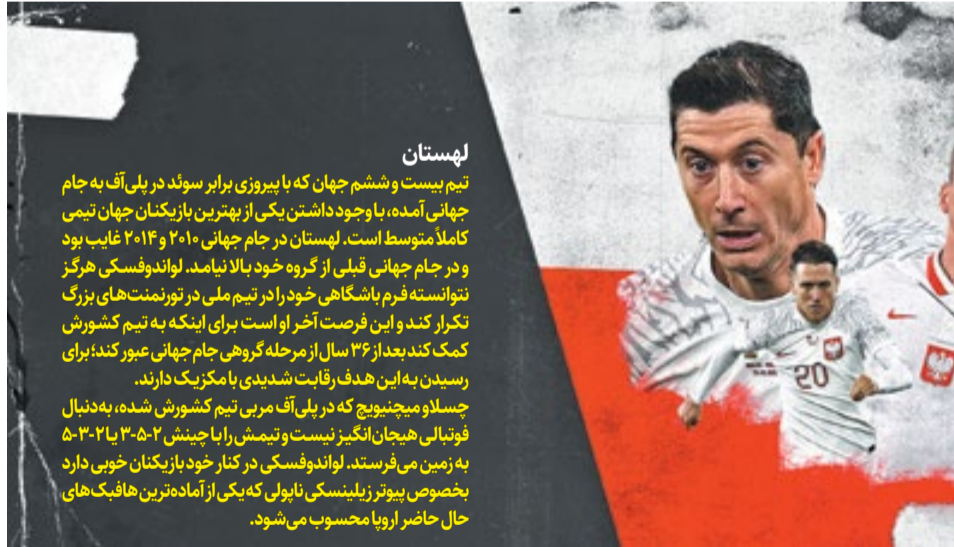 لهستان
تیم بیست و ششم جهان که با پیروزی برابر سوئد در پلی‌آف به جام
جهانی آمده، با وجود داشتن یکی از بهترین بازیکنان جهان تیمی
کاملاً متوسط است. لهستان در جام جهانی ۲۰۱۰ و ۲۰۱۴ غایب بود
و در جام جهانی قبلی از گروه خود بالا نیامد. لواندوفسکی هرگز
نتوانسته فرم باشگاهی خود را در تیم ملی در تورنمنت‌های بزرگ
تکرار کند و این فرصت آخر او است برای اینکه به تیم کشورش
کمک کند بعد از ۳۶ سال از مرحله گروهی جام جهانی عبور کند؛ برای
رسیدن به این هدف رقابت شدیدی با مکزیک دارند.
چسلاو میچنیویچ که در پلی‌آف مربی تیم کشورش شده، به‌دنبال
فوتبالی هیجان‌انگیز نیست و تیمش را با چینش ۲-۵-۳ یا ۲-۳-۵
به زمین می‌فرستد. لواندوفسکی در کنار خود بازیکنان خوبی دارد
بخصوص پیوتر زیلینسکی ناپولی که یکی از آماده‌ترین هافبک‌های
حال حاضر اروپا محسوب می‌شود.
20